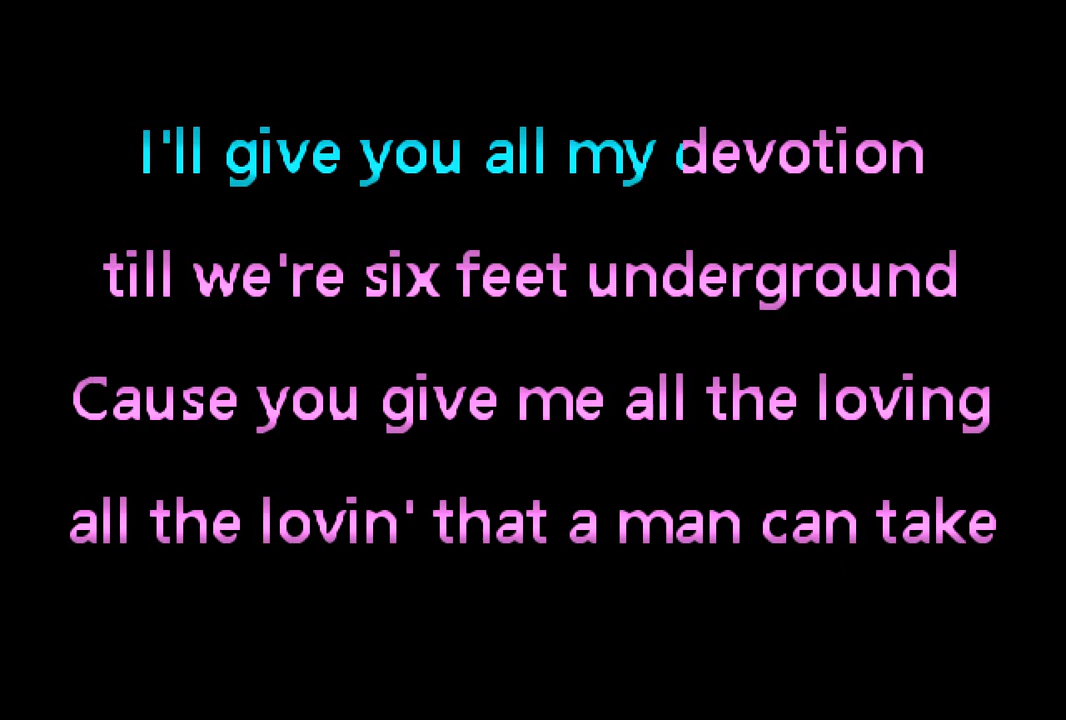 I'll give you all my devotion
till we're six feet underground
Cause you give me all the loving
all the lovin' that a man can take